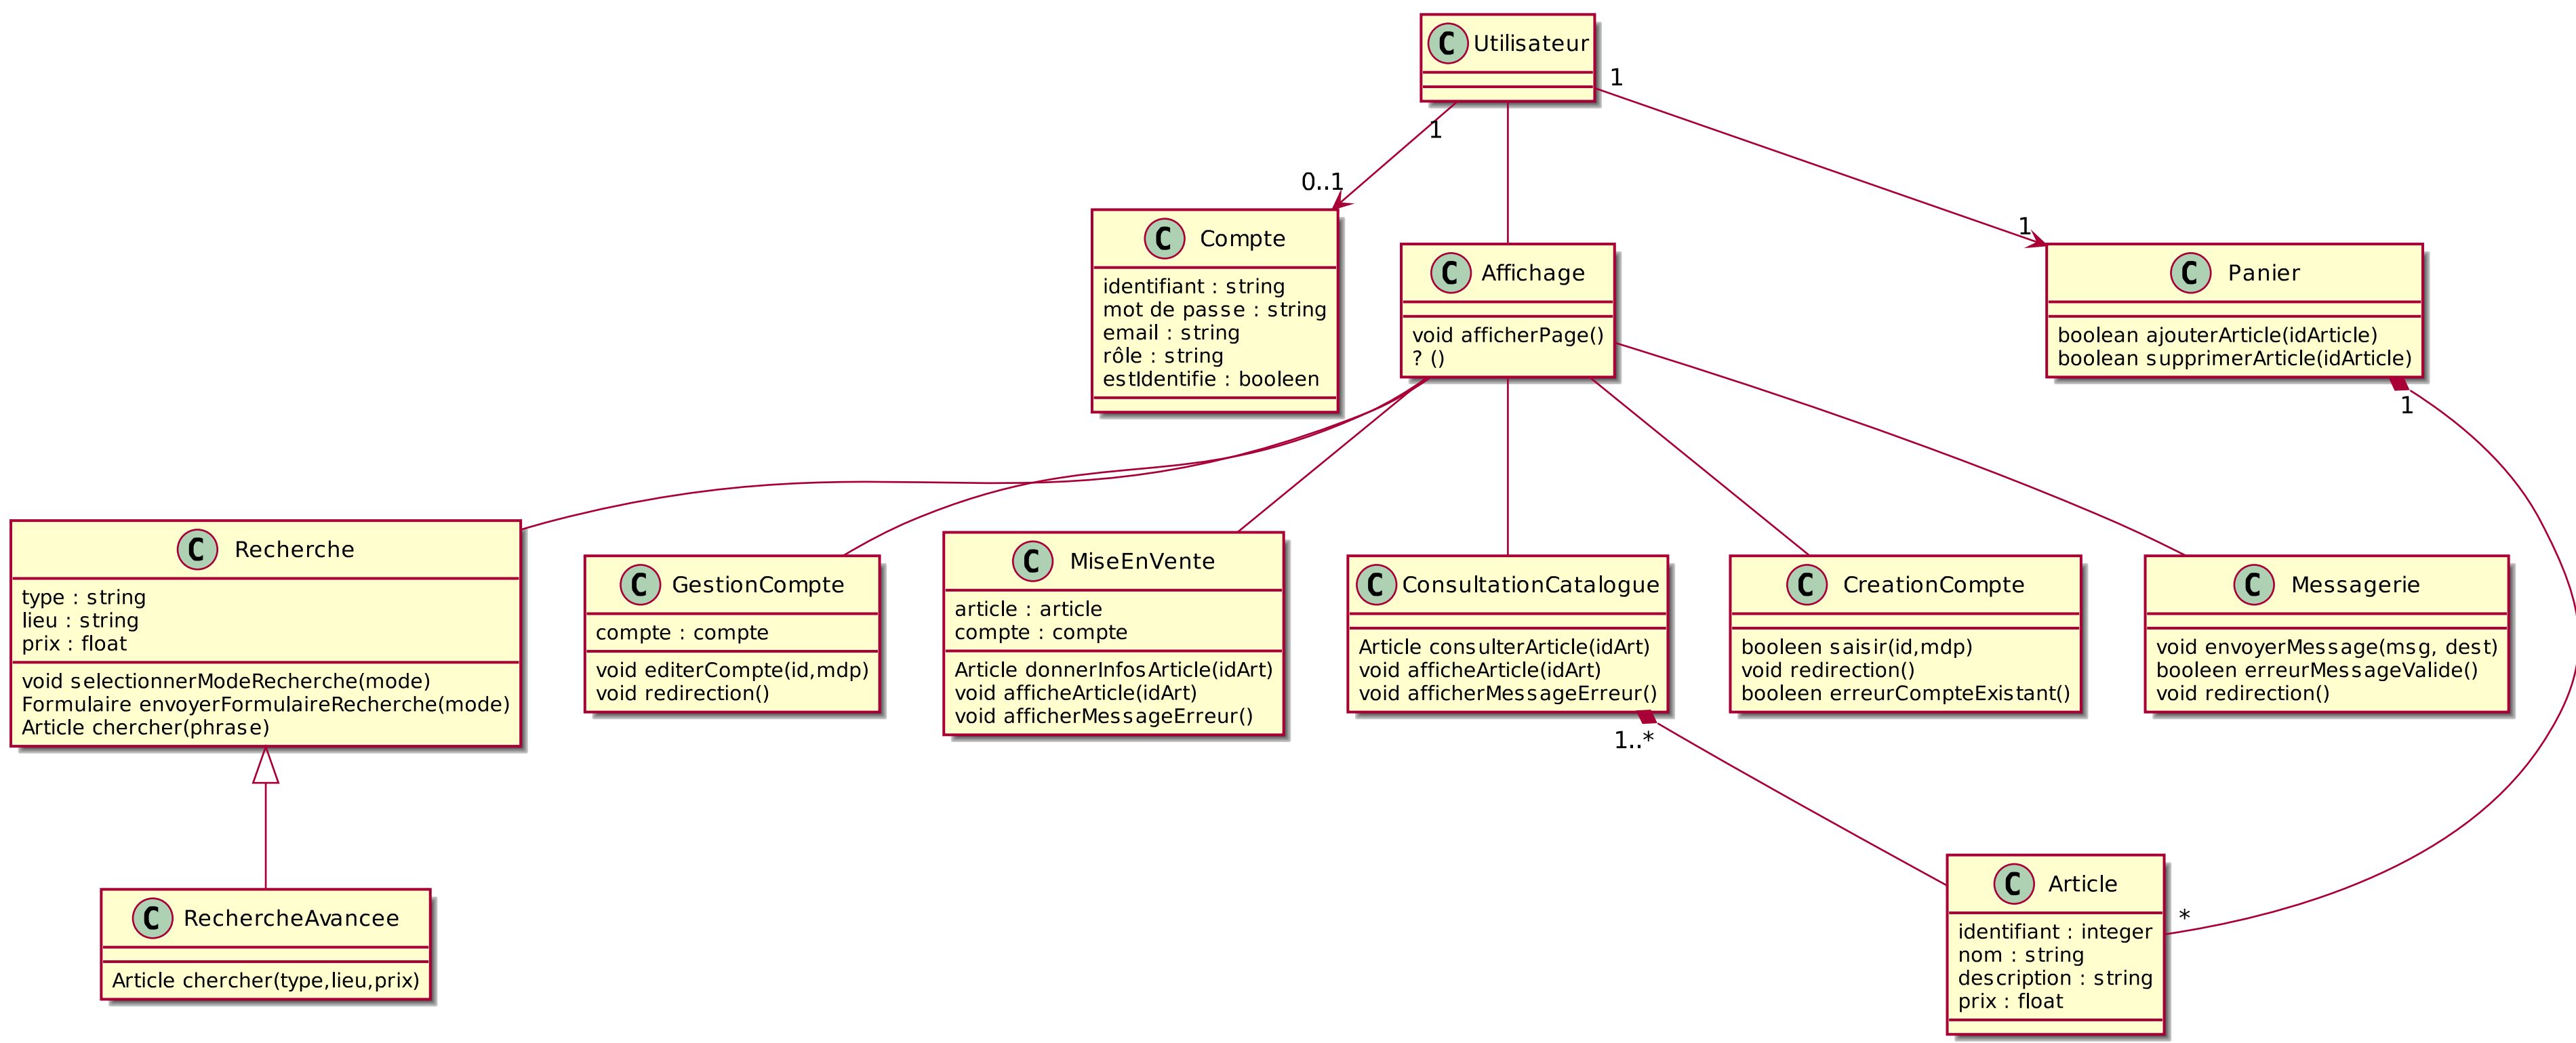 C Utilisateur
1
1
0..1
1
C Compte
identifiant : string
mot de passe : string
email : string
rôle : string
estIdentifie : booleen
C Affichage
void afficherPage()
? ()
C Panier
boolean ajouterArticle(idArticle)
boolean supprimerArticle(idArticle)
1
C Recherche
type : string
lieu : string
prix : float
void selectionnerModeRecherche(mode)
Formulaire envoyerFormulaireRecherche(mode)
Article chercher(phrase)
C GestionCompte
compte : compte
void editerCompte(id,mdp)
void redirection()
C MiseEnVente
article : article
compte : compte
Article donnerInfosArticle(idArt)
void afficheArticle(idArt)
void afficherMessageErreur()
C ConsultationCatalogue
Article consulterArticle(idArt)
void afficheArticle(idArt)
void afficherMessageErreur()
C CreationCompte
booleen saisir(id,mdp)
void redirection()
booleen erreurCompteExistant()
C Messagerie
void envoyerMessage(msg, dest)
booleen erreurMessageValide()
void redirection()
1..*
C RechercheAvancee
Article chercher(type,lieu,prix)
C Article
identifiant : integer
nom : string
description : string
prix : float
*